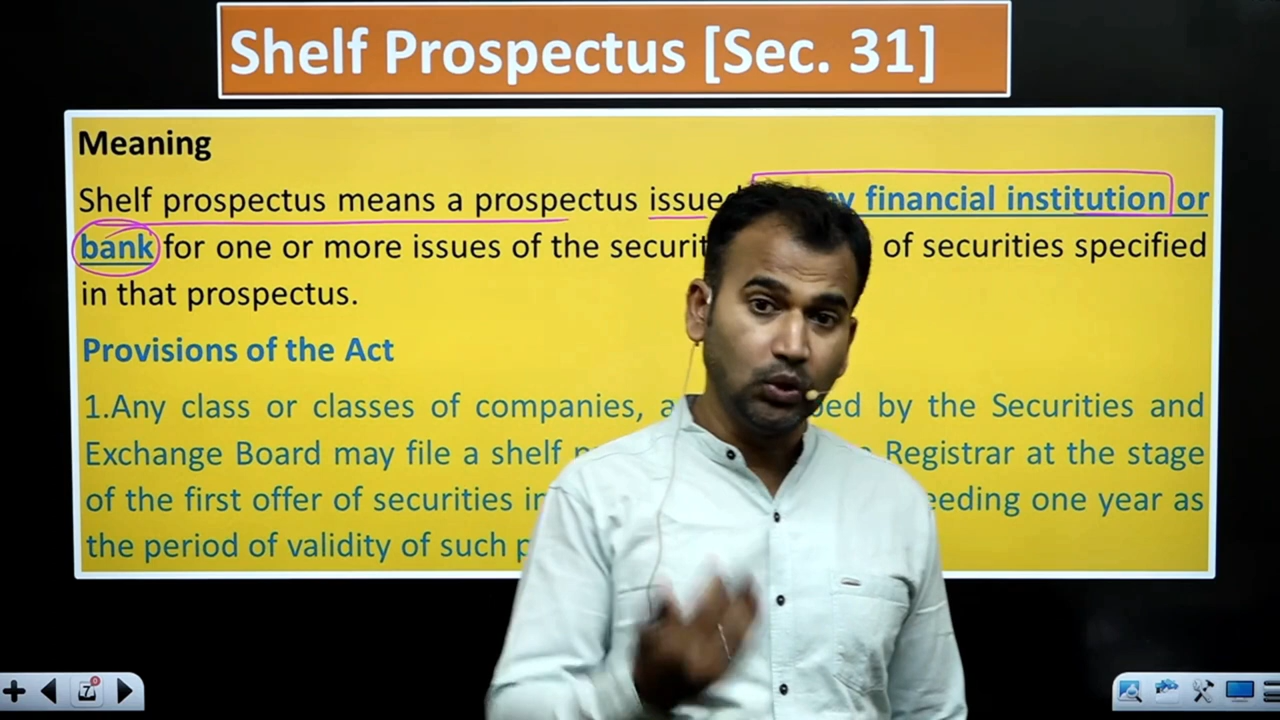 Shelf Prospectus [Sec. 31]
Meaning
Shelf prospectus means a prospectus issue financial institution or
bank for one or more issues of the securit of securities specified
in that prospectus.
Provisions of the Act
1.Any class or classes of companies, by the Securities and
Exchange Board may file a shelf Registrar at the stage
of the first offer of securities in eeding one year as
the period of validity of such p